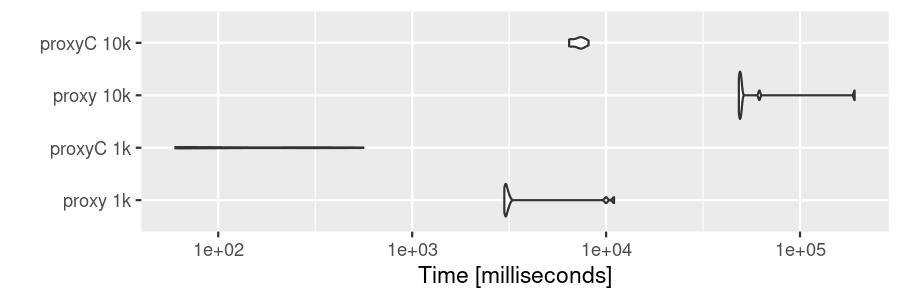 proxyC 10k
proxy 10k
proxyC 1k
proxy 1k
1e+02 1e+03 1e+04 1e+05
Time [milliseconds]